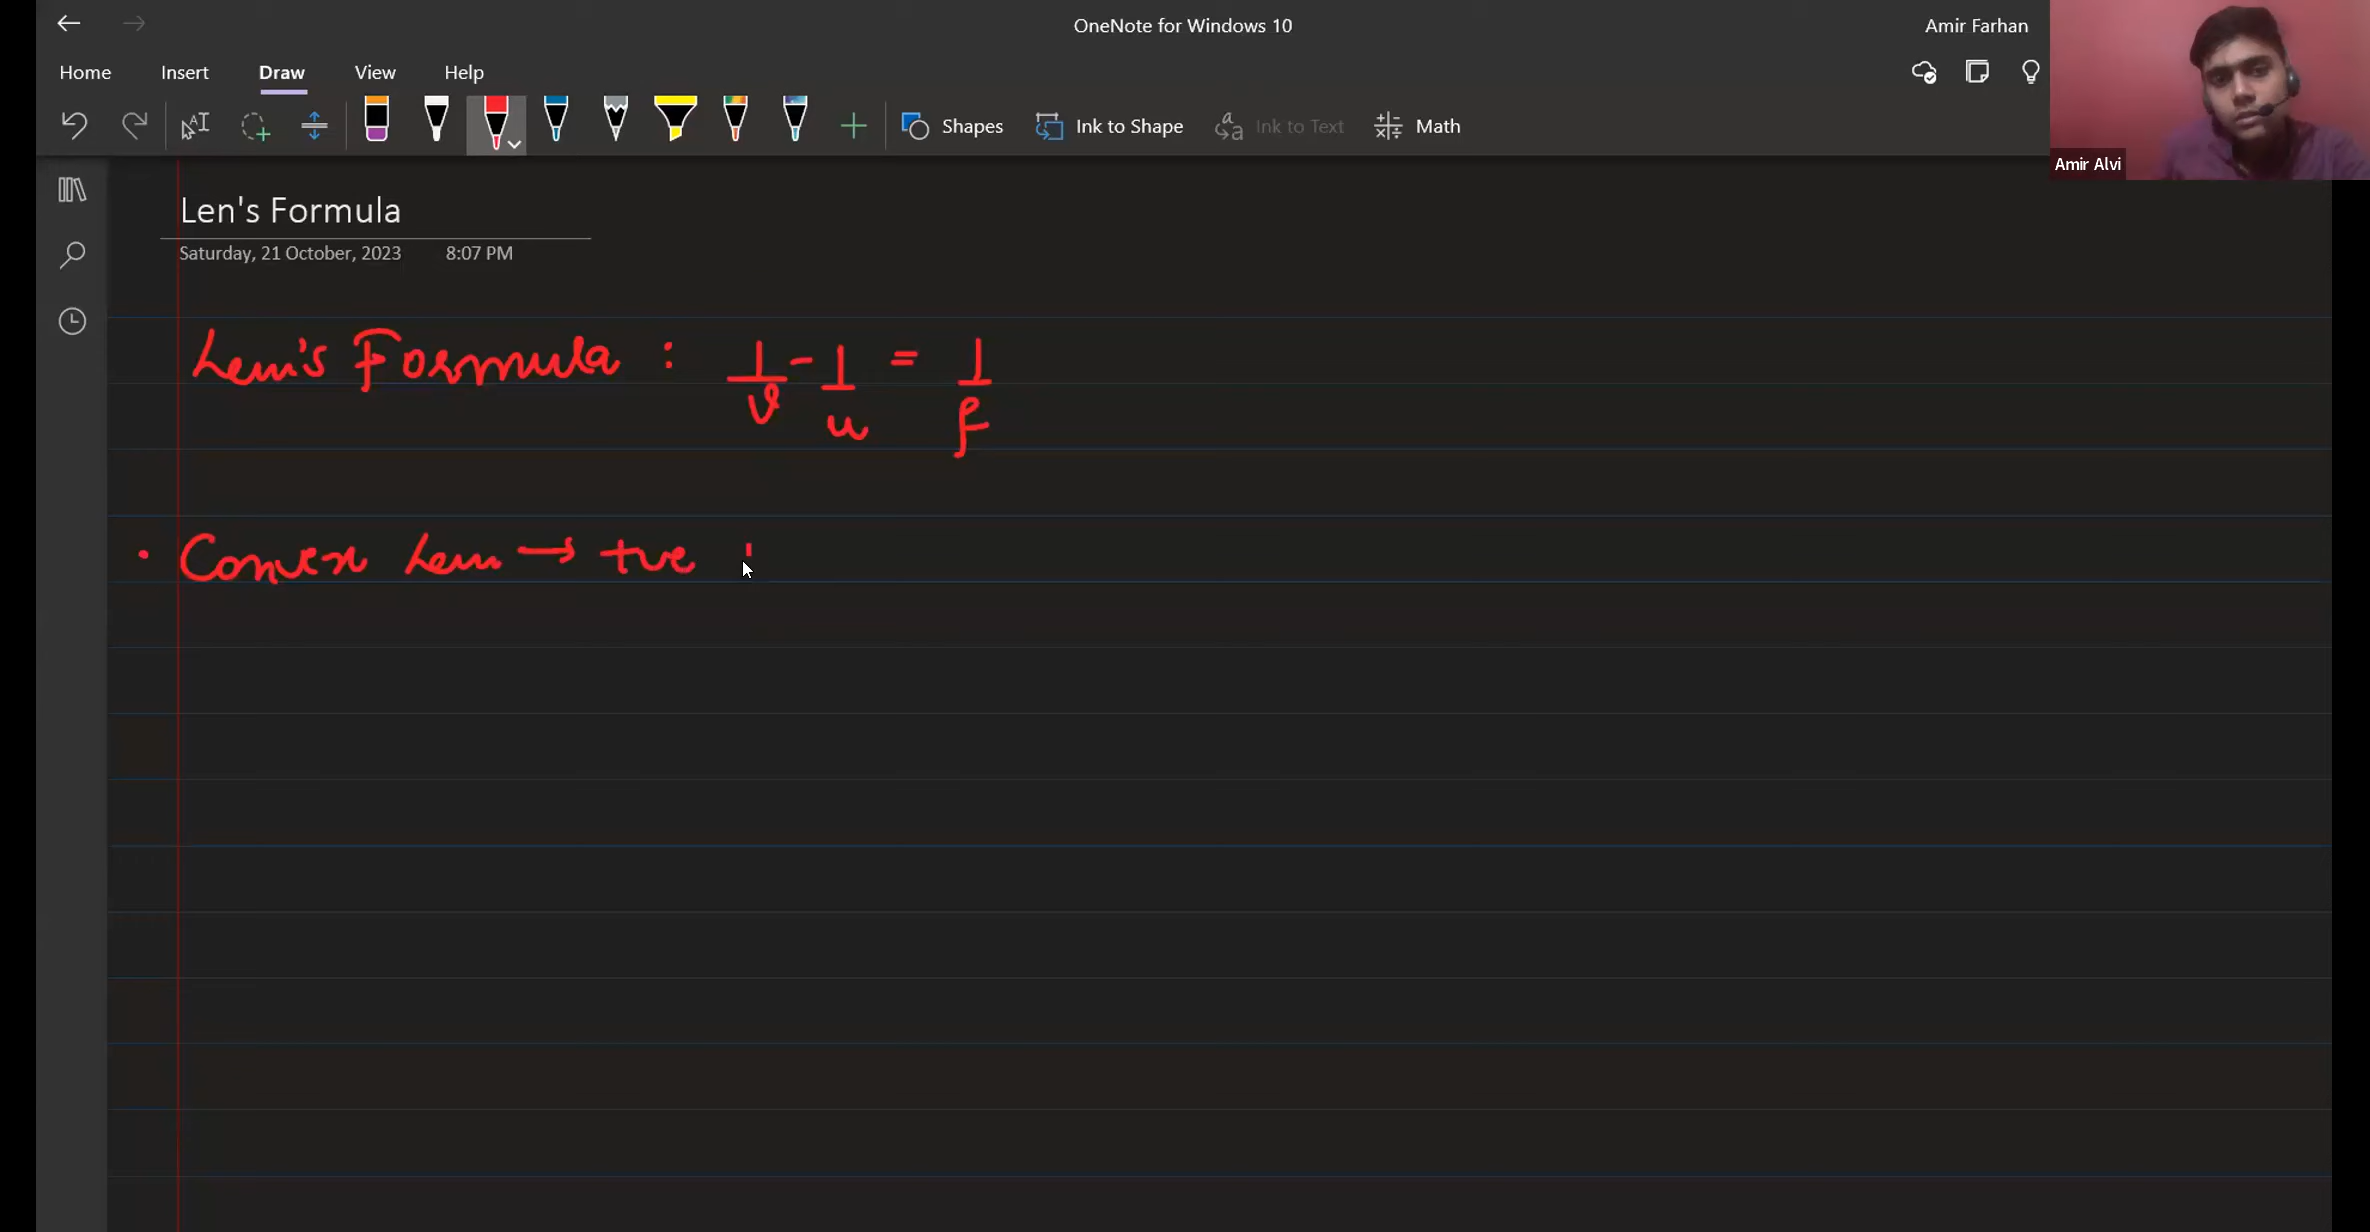 OneNote for Windows 10
Amir Farhan
Home Insert Draw View Help
Shapes Ink to Shape Ink to Text Math
Amir Alvi
Len's Formula
Saturday, 21 October, 2023 8:07 PM
Len's Formula : 1/v - 1/u = 1/f
• Convex Len → +ve